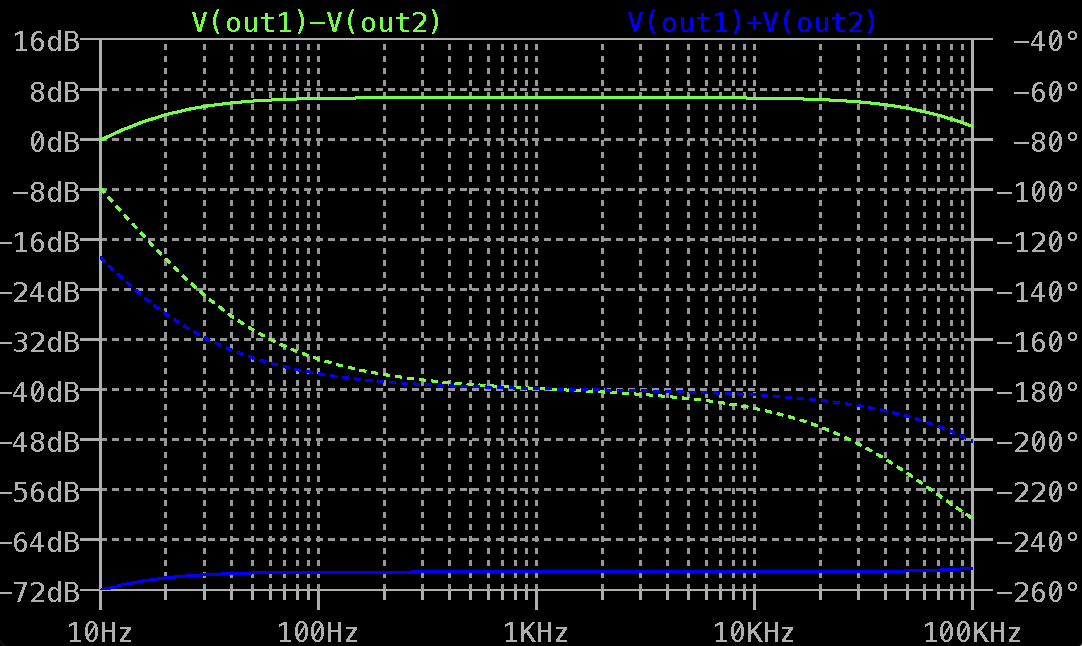 V(out1)−V(out2) V(out1)+V(out2)
16dB −40°
8dB −60°
0dB −80°
−8dB −100°
−16dB −120°
−24dB −140°
−32dB −160°
−40dB −180°
−48dB −200°
−56dB −220°
−64dB −240°
−72dB −260°
10Hz 100Hz 1KHz 10KHz 100KHz